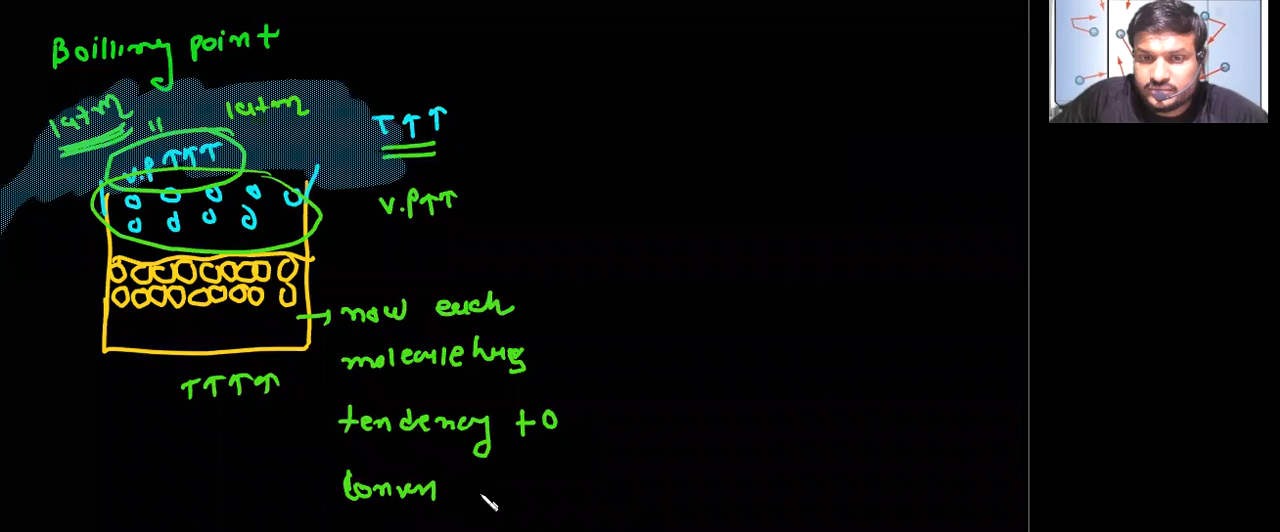 Boilling point
1atm 1atm
"
V.P ↑↑↑
T↑↑
V.P↑↑
now each
molecule has
tendency to
conver
T↑↑↑